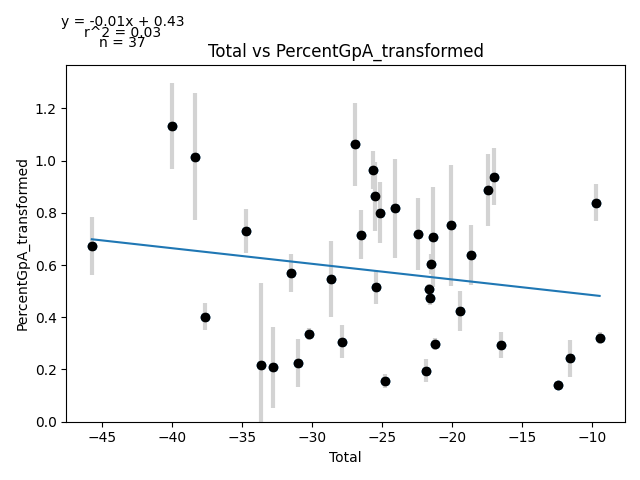 y = -0.01x + 0.43
r^2 = 0.03
n = 37
Total vs PercentGpA_transformed
PercentGpA_transformed
1.2
1.0
0.8
0.6
0.4
0.2
0.0
−45
−40
−35
−30
−25
−20
−15
−10
Total